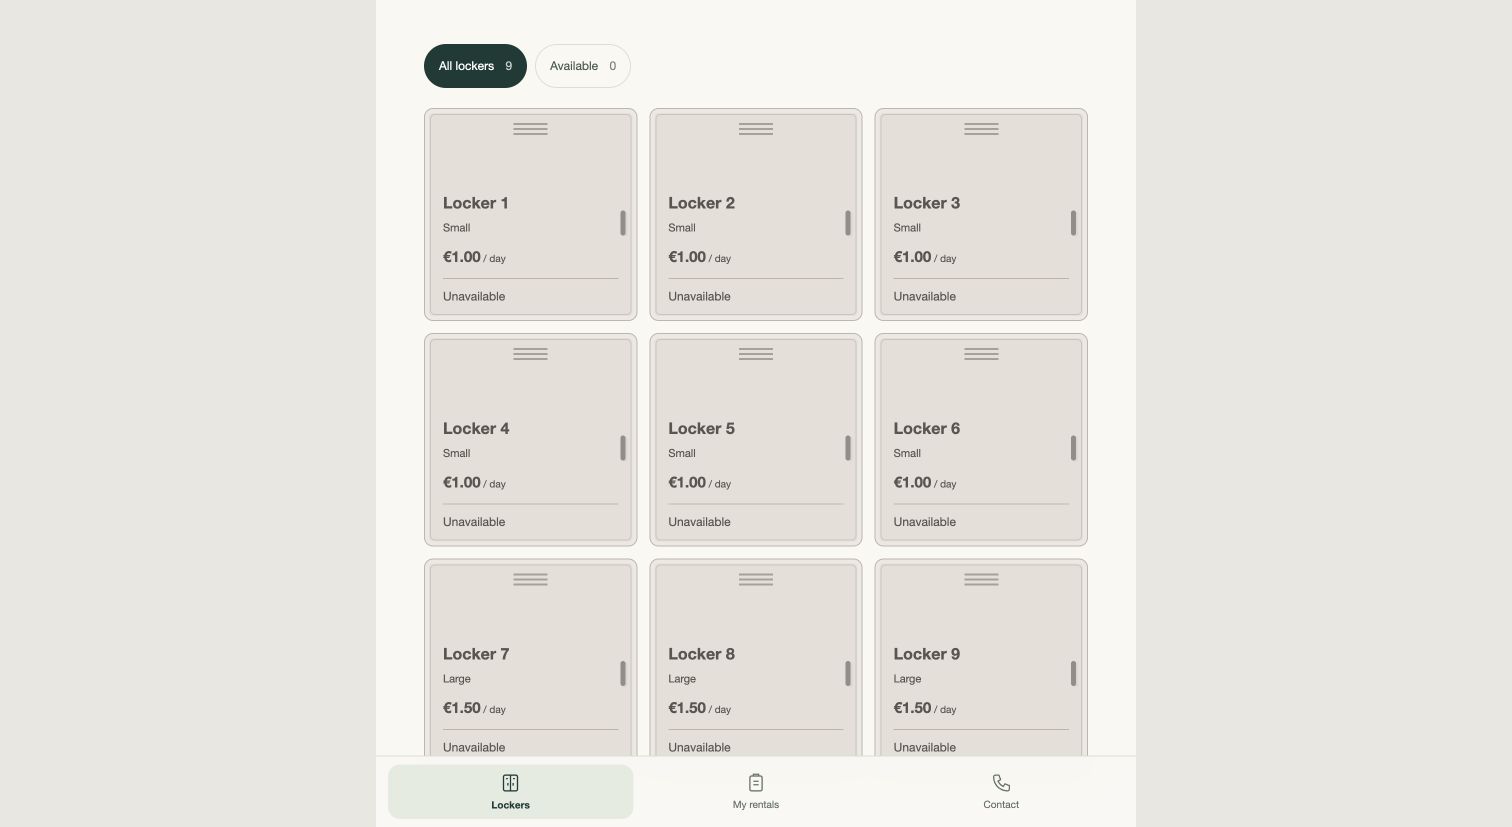 All lockers 9
Available 0
Locker 1
Small
€1.00 / day
Unavailable
Locker 2
Small
€1.00 / day
Unavailable
Locker 3
Small
€1.00 / day
Unavailable
Locker 4
Small
€1.00 / day
Unavailable
Locker 5
Small
€1.00 / day
Unavailable
Locker 6
Small
€1.00 / day
Unavailable
Locker 7
Large
€1.50 / day
Unavailable
Locker 8
Large
€1.50 / day
Unavailable
Locker 9
Large
€1.50 / day
Unavailable
Lockers
My rentals
Contact